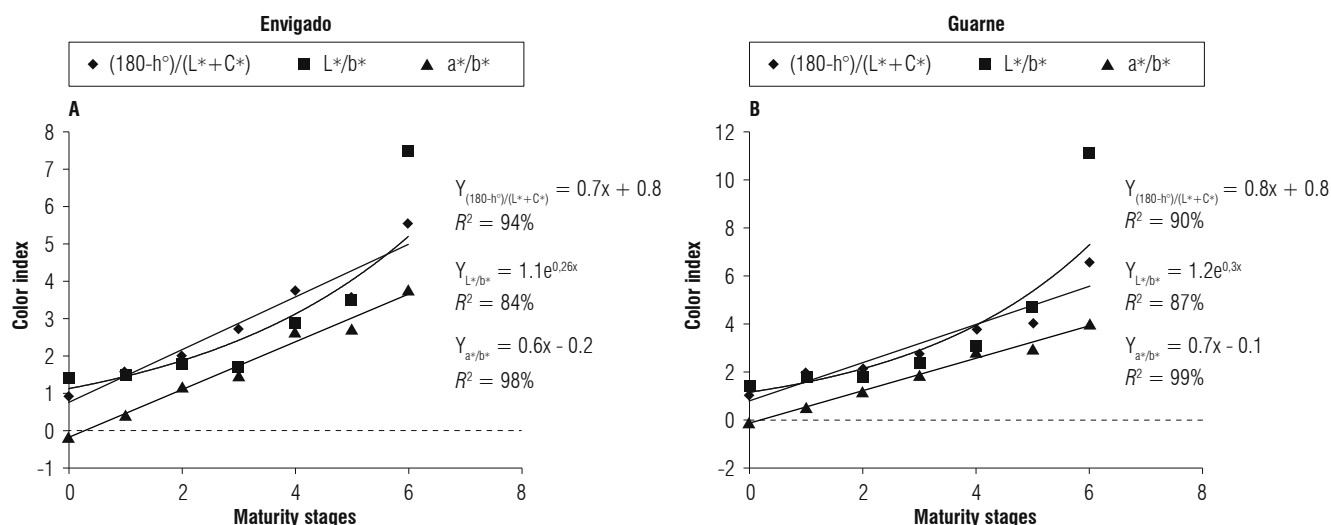 Envigado
(180-h°)/(L*+C*) L*/b* a*/b*
A
8
7
6
5
4
3
2
1
0
-1
0 2 4 6 8
Color index
Maturity stages
Y(180-h°)/(L*+C*) = 0.7x + 0.8
R² = 94%
YL*/b* = 1.1e0,26x
R² = 84%
Ya*/b* = 0.6x - 0.2
R² = 98%
Guarne
(180-h°)/(L*+C*) L*/b* a*/b*
B
12
10
8
6
4
2
0
-2
0 2 4 6 8
Color index
Maturity stages
Y(180-h°)/(L*+C*) = 0.8x + 0.8
R² = 90%
YL*/b* = 1.2e0,3x
R² = 87%
Ya*/b* = 0.7x - 0.1
R² = 99%